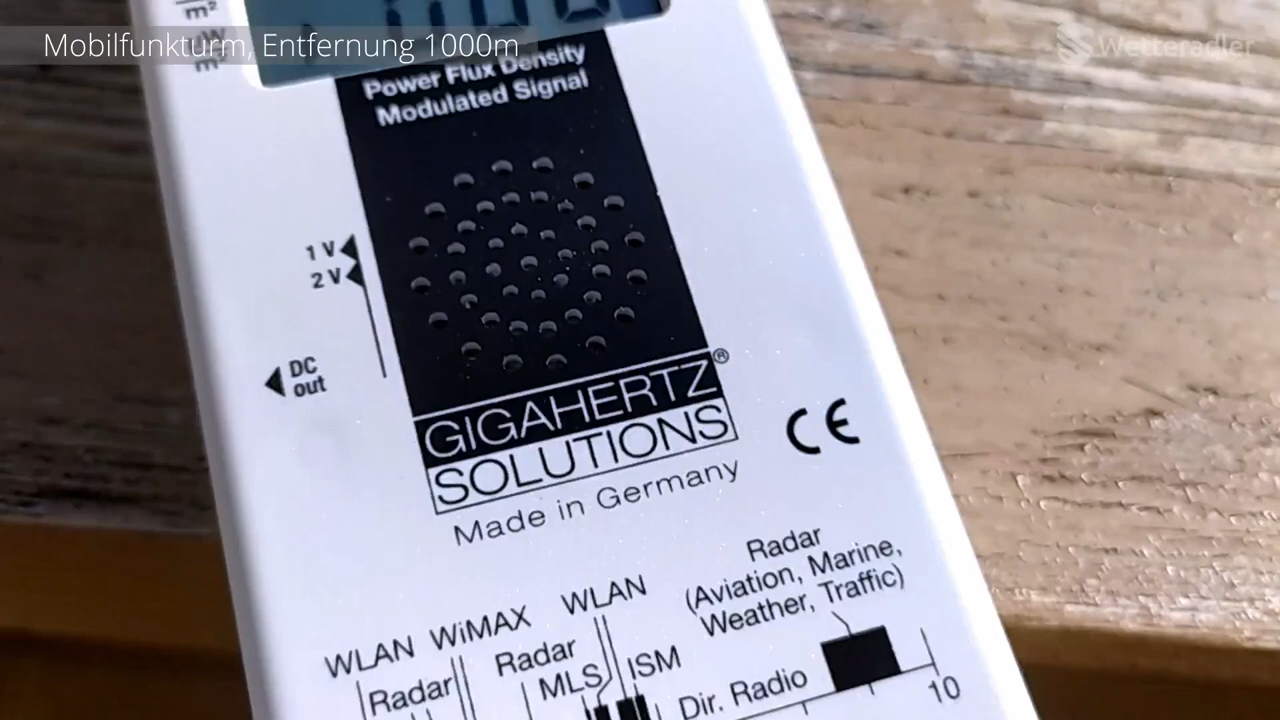 Mobilfunkturm, Entfernung 1000m
Wetteradler
m²
Power Flux Density
Modulated Signal
1 V
2 V
DC
out
GIGAHERTZ®
SOLUTIONS
Made in Germany
CE
Radar
(Aviation, Marine,
Weather, Traffic)
WLAN WiMAX WLAN
Radar Radar MLS ISM
Dir. Radio
10